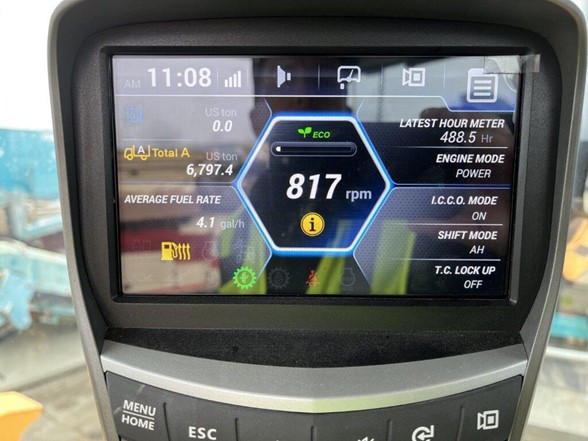 AM 11:08
US ton
0.0
A Total A US ton
6,797.4
AVERAGE FUEL RATE
4.1 gal/h
ECO
817 rpm
i
LATEST HOUR METER
488.5 Hr
ENGINE MODE
POWER
I.C.C.O. MODE
ON
SHIFT MODE
AH
T.C. LOCK UP
OFF
MENU
HOME
ESC